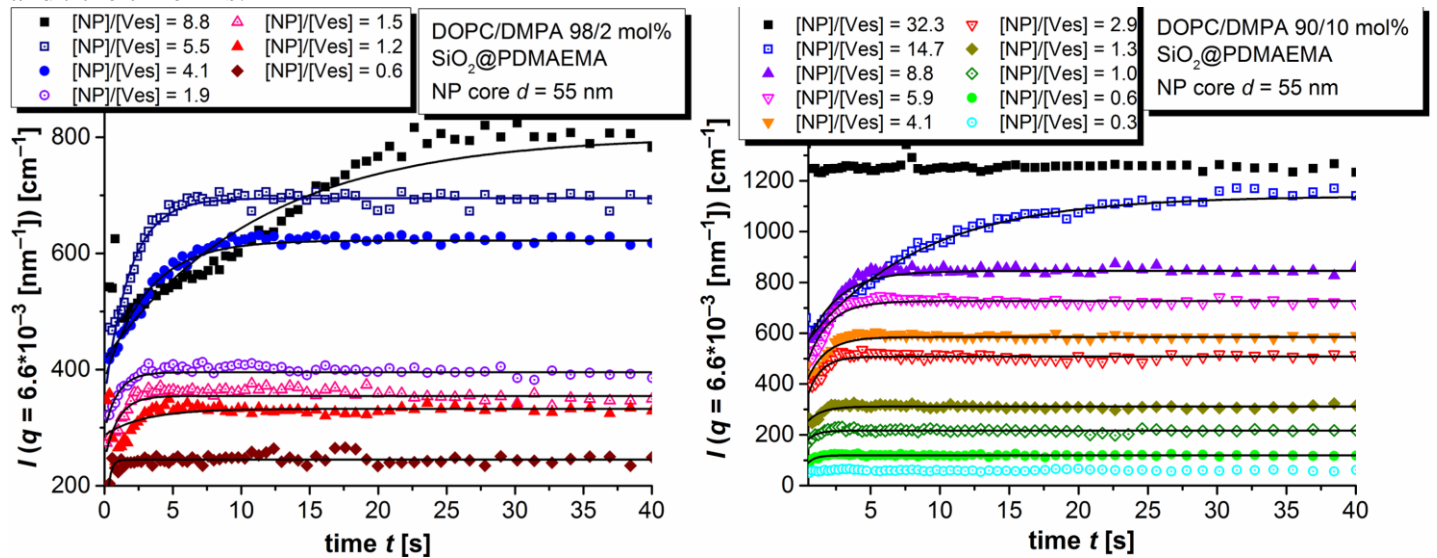 [NP]/[Ves] = 8.8
[NP]/[Ves] = 5.5
[NP]/[Ves] = 4.1
[NP]/[Ves] = 1.9
[NP]/[Ves] = 1.5
[NP]/[Ves] = 1.2
[NP]/[Ves] = 0.6
DOPC/DMPA 98/2 mol%
SiO₂@PDMAEMA
NP core d = 55 nm
I (q = 6.6*10⁻³ [nm⁻¹]) [cm⁻¹]
800
600
400
200
0 5 10 15 20 25 30 35 40
time t [s]
[NP]/[Ves] = 32.3
[NP]/[Ves] = 14.7
[NP]/[Ves] = 8.8
[NP]/[Ves] = 5.9
[NP]/[Ves] = 4.1
[NP]/[Ves] = 2.9
[NP]/[Ves] = 1.3
[NP]/[Ves] = 1.0
[NP]/[Ves] = 0.6
[NP]/[Ves] = 0.3
DOPC/DMPA 90/10 mol%
SiO₂@PDMAEMA
NP core d = 55 nm
I (q = 6.6*10⁻³ [nm⁻¹]) [cm⁻¹]
1200
1000
800
600
400
200
0
5 10 15 20 25 30 35 40
time t [s]